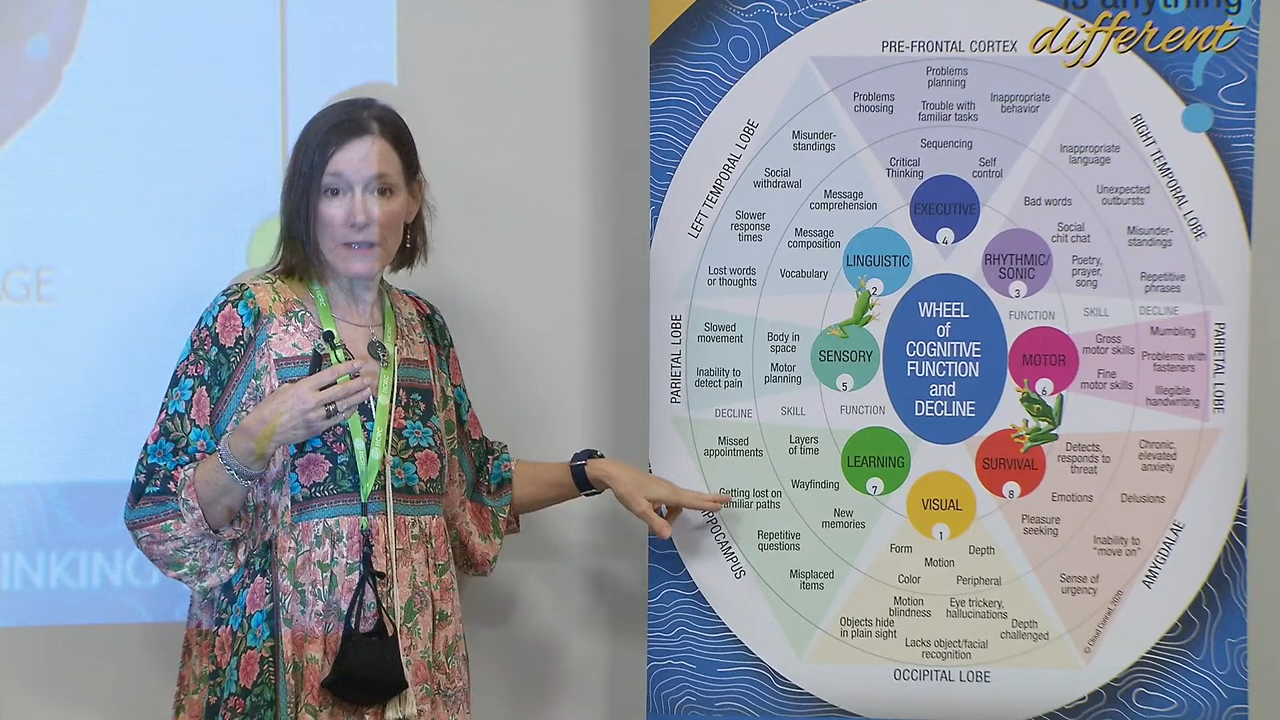 is anything
different
?
PRE-FRONTAL CORTEX
Problems
planning
Problems
choosing
Trouble with
familiar tasks
Inappropriate
behavior
Sequencing
Critical
Thinking
Self
control
EXECUTIVE
4
LEFT TEMPORAL LOBE
Misunder-
standings
Social
withdrawal
Slower
response
times
Lost words
or thoughts
Message
comprehension
Message
composition
Vocabulary
LINGUISTIC
2
RIGHT TEMPORAL LOBE
Inappropriate
language
Unexpected
outbursts
Misunder-
standings
Repetitive
phrases
Bad words
Social
chit chat
Poetry,
prayer,
song
RHYTHMIC/
SONIC
3
FUNCTION
SKILL
DECLINE
WHEEL
of
COGNITIVE
FUNCTION
and
DECLINE
PARIETAL LOBE
Slowed
movement
Inability to
detect pain
Body in
space
Motor
planning
SENSORY
5
DECLINE
SKILL
FUNCTION
MOTOR
6
Gross
motor skills
Fine
motor skills
Mumbling
Problems with
fasteners
Illegible
handwriting
PARIETAL LOBE
Missed
appointments
Layers
of time
Getting lost on
Wayfinding
New
memories
Repetitive
questions
Misplaced
items
LEARNING
7
VISUAL
1
Form
Depth
Motion
Color
Peripheral
Motion
blindness
Eye trickery,
hallucinations
Objects hide
in plain sight
Depth
challenged
Lacks object/facial
recognition
OCCIPITAL LOBE
SURVIVAL
8
Detects,
responds to
threat
Emotions
Pleasure
seeking
Chronic,
elevated
anxiety
Delusions
Inability to
"move on"
Sense of
urgency
AMYGDALAE